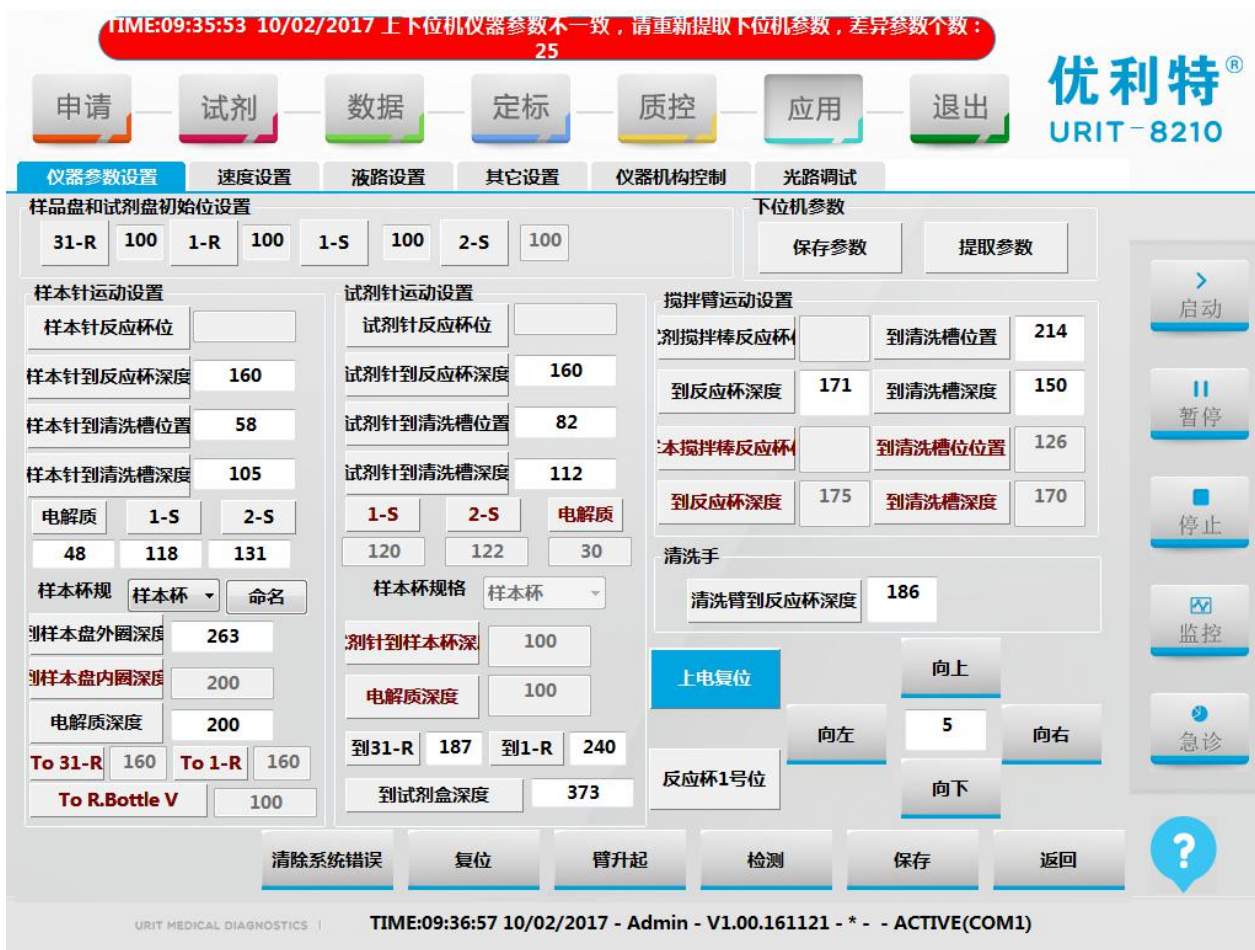 TIME:09:35:53 10/02/2017 上下位机仪器参数不一致，请重新提取下位机参数，差异参数个数：
25
申请 试剂 数据 定标 质控 应用 退出
优利特®
URIT-8210
仪器参数设置 速度设置 液路设置 其它设置 仪器机构控制 光路调试
样品盘和试剂盘初始位设置
31-R 100 1-R 100 1-S 100 2-S 100
下位机参数
保存参数 提取参数
样本针运动设置
样本针反应杯位
样本针到反应杯深度 160
样本针到清洗槽位置 58
样本针到清洗槽深度 105
电解质 1-S 2-S
48 118 131
样本杯规 样本杯 命名
到样本盘外圈深度 263
到样本盘内圈深度 200
电解质深度 200
To 31-R 160 To 1-R 160
To R.Bottle V 100
试剂针运动设置
试剂针反应杯位
试剂针到反应杯深度 160
试剂针到清洗槽位置 82
试剂针到清洗槽深度 112
1-S 2-S 电解质
120 122 30
样本杯规格 样本杯
剂针到样本杯深 100
电解质深度 100
到31-R 187 到1-R 240
到试剂盒深度 373
搅拌臂运动设置
剂搅拌棒反应杯 到清洗槽位置 214
到反应杯深度 171 到清洗槽深度 150
本搅拌棒反应杯 到清洗槽位位置 126
到反应杯深度 175 到清洗槽深度 170
清洗手
清洗臂到反应杯深度 186
上电复位
向上
向左 5 向右
反应杯1号位
向下
启动
暂停
停止
监控
急诊
?
清除系统错误 复位 臂升起 检测 保存 返回
URIT MEDICAL DIAGNOSTICS
TIME:09:36:57 10/02/2017 - Admin - V1.00.161121 - * - - ACTIVE(COM1)